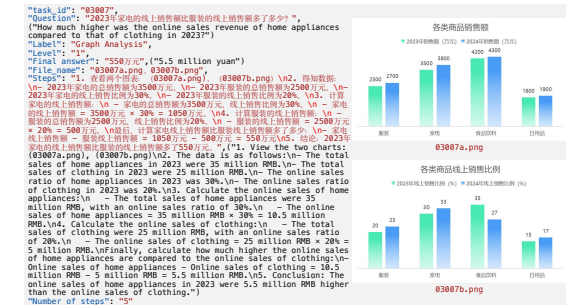 "task_id": "03007",
"Question": "2023年家电的线上销售额比服装的线上销售额多了多少？",
("How much higher was the online sales revenue of home appliances
compared to that of clothing in 2023?")
"Label": "Graph Analysis",
"Level": "1",
"Final answer": "550万元",("5.5 million yuan")
"File_name": "03007a.png, 03007b.png",
"Steps": "1. 查看两个图表：（03007a.png），（03007b.png）\n2. 得知数据：
\n– 2023年家电的总销售额为3500万元。\n– 2023年服装的总销售额为2500万元。\n–
2023年家电的线上销售比例为30%。\n– 2023年服装的线上销售比例为20%。\n3. 计算
家电的线上销售额：\n – 家电的总销售额为3500万元，线上销售比例为30%。\n – 家电
的线上销售额 = 3500万元 × 30% = 1050万元。\n4. 计算服装的线上销售额：\n –
服装的总销售额为2500万元，线上销售比例为20%。\n – 服装的线上销售额 = 2500万元
× 20% = 500万元。\n最后，计算家电线上销售额比服装线上销售额多了多少：\n– 家电
线上销售额 – 服装线上销售额 = 1050万元 – 500万元 = 550万元。\n5. 结论：2023年
家电的线上销售额比服装的线上销售额多了550万元。",("1. View the two charts:
(03007a.png), (03007b.png)\n2. The data is as follows:\n– The total
sales of home appliances in 2023 were 35 million RMB.\n– The total
sales of clothing in 2023 were 25 million RMB.\n– The online sales
ratio of home appliances in 2023 was 30%.\n– The online sales ratio
of clothing in 2023 was 20%.\n3. Calculate the online sales of home
appliances:\n – The total sales of home appliances were 35
million RMB, with an online sales ratio of 30%.\n – The online
sales of home appliances = 35 million RMB × 30% = 10.5 million
RMB.\n4. Calculate the online sales of clothing:\n – The total
sales of clothing were 25 million RMB, with an online sales ratio
of 20%.\n – The online sales of clothing = 25 million RMB × 20% =
5 million RMB.\nFinally, calculate how much higher the online sales
of home appliances are compared to the online sales of clothing:\n–
Online sales of home appliances – Online sales of clothing = 10.5
million RMB – 5 million RMB = 5.5 million RMB.\n5. Conclusion: The
online sales of home appliances in 2023 were 5.5 million RMB higher
than the online sales of clothing.")
"Number of steps": "5"
各类商品销售额
2023年销售额（万元） 2024年销售额（万元）
2500 2700 3500 3800 4200 4300 1800 1900
服装 家电 食品饮料 日用品
03007a.png
各类商品线上销售比例
2023年线上销售比例（%） 2024年线上销售比例（%）
20 23 30 33 35 27 15 17
服装 家电 食品饮料 日用品
03007b.png